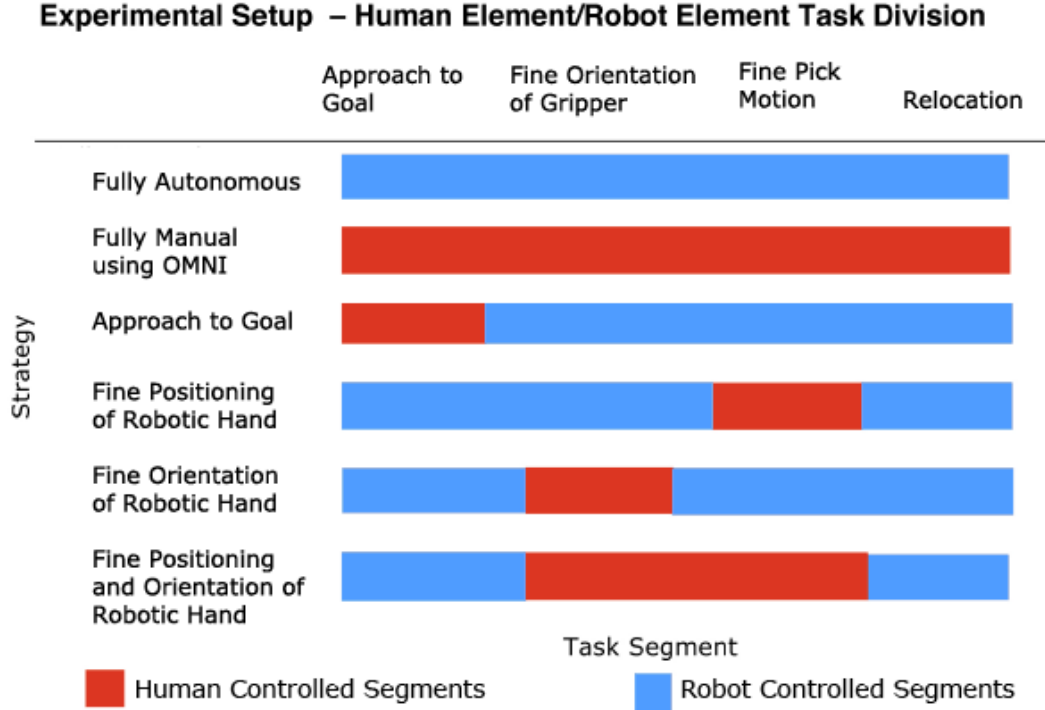 Experimental Setup – Human Element/Robot Element Task Division
Approach to
Goal
Fine Orientation
of Gripper
Fine Pick
Motion
Relocation
Fully Autonomous
Fully Manual
using OMNI
Approach to Goal
Strategy
Fine Positioning
of Robotic Hand
Fine Orientation
of Robotic Hand
Fine Positioning
and Orientation of
Robotic Hand
Task Segment
Human Controlled Segments
Robot Controlled Segments